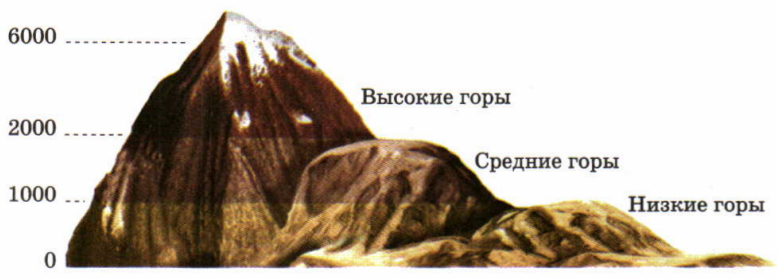 6000
Высокие горы
2000
Средние горы
1000
Низкие горы
0